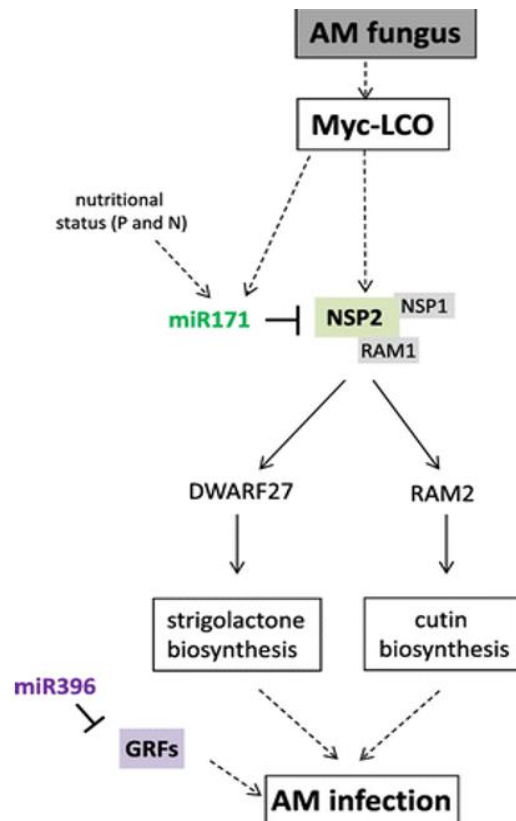 AM fungus
Myc-LCO
nutritional
status (P and N)
miR171
NSP2
NSP1
RAM1
DWARF27
RAM2
strigolactone
biosynthesis
cutin
biosynthesis
miR396
GRFs
AM infection